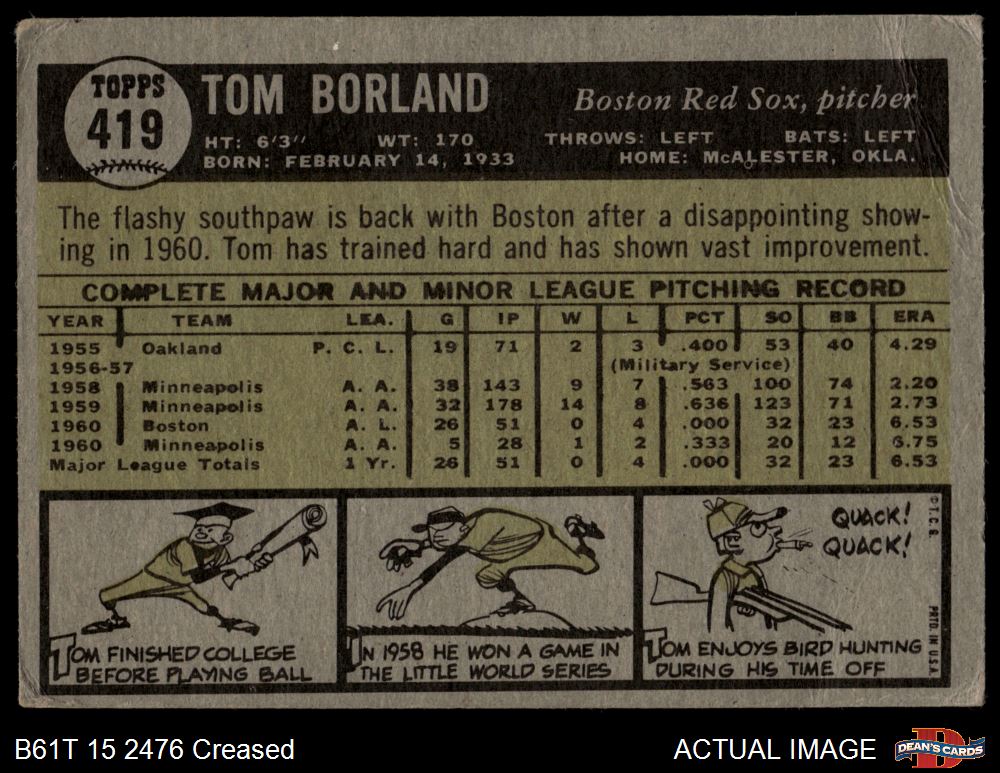 TOPPS
419
TOM BORLAND
Boston Red Sox, pitcher
HT: 6'3" WT: 170 THROWS: LEFT BATS: LEFT
BORN: FEBRUARY 14, 1933 HOME: McALESTER, OKLA.
The flashy southpaw is back with Boston after a disappointing show-
ing in 1960. Tom has trained hard and has shown vast improvement.
COMPLETE MAJOR AND MINOR LEAGUE PITCHING RECORD
YEAR TEAM LEA. G IP W L PCT SO BB ERA
1955 Oakland P. C. L. 19 71 2 3 .400 53 40 4.29
1956-57 (Military Service)
1958 Minneapolis A. A. 38 143 9 7 .563 100 74 2.20
1959 Minneapolis A. A. 32 178 14 8 .636 123 71 2.73
1960 Boston A. L. 26 51 0 4 .000 32 23 6.53
1960 Minneapolis A. A. 5 28 1 2 .333 20 12 6.75
Major League Totals 1 Yr. 26 51 0 4 .000 32 23 6.53
TOM FINISHED COLLEGE
BEFORE PLAYING BALL
IN 1958 HE WON A GAME IN
THE LITTLE WORLD SERIES
QUACK!
QUACK!
TOM ENJOYS BIRD HUNTING
DURING HIS TIME OFF
© T.C.G.
PRTD. IN U.S.A.
B61T 15 2476 Creased
ACTUAL IMAGE
DEAN'S CARDS